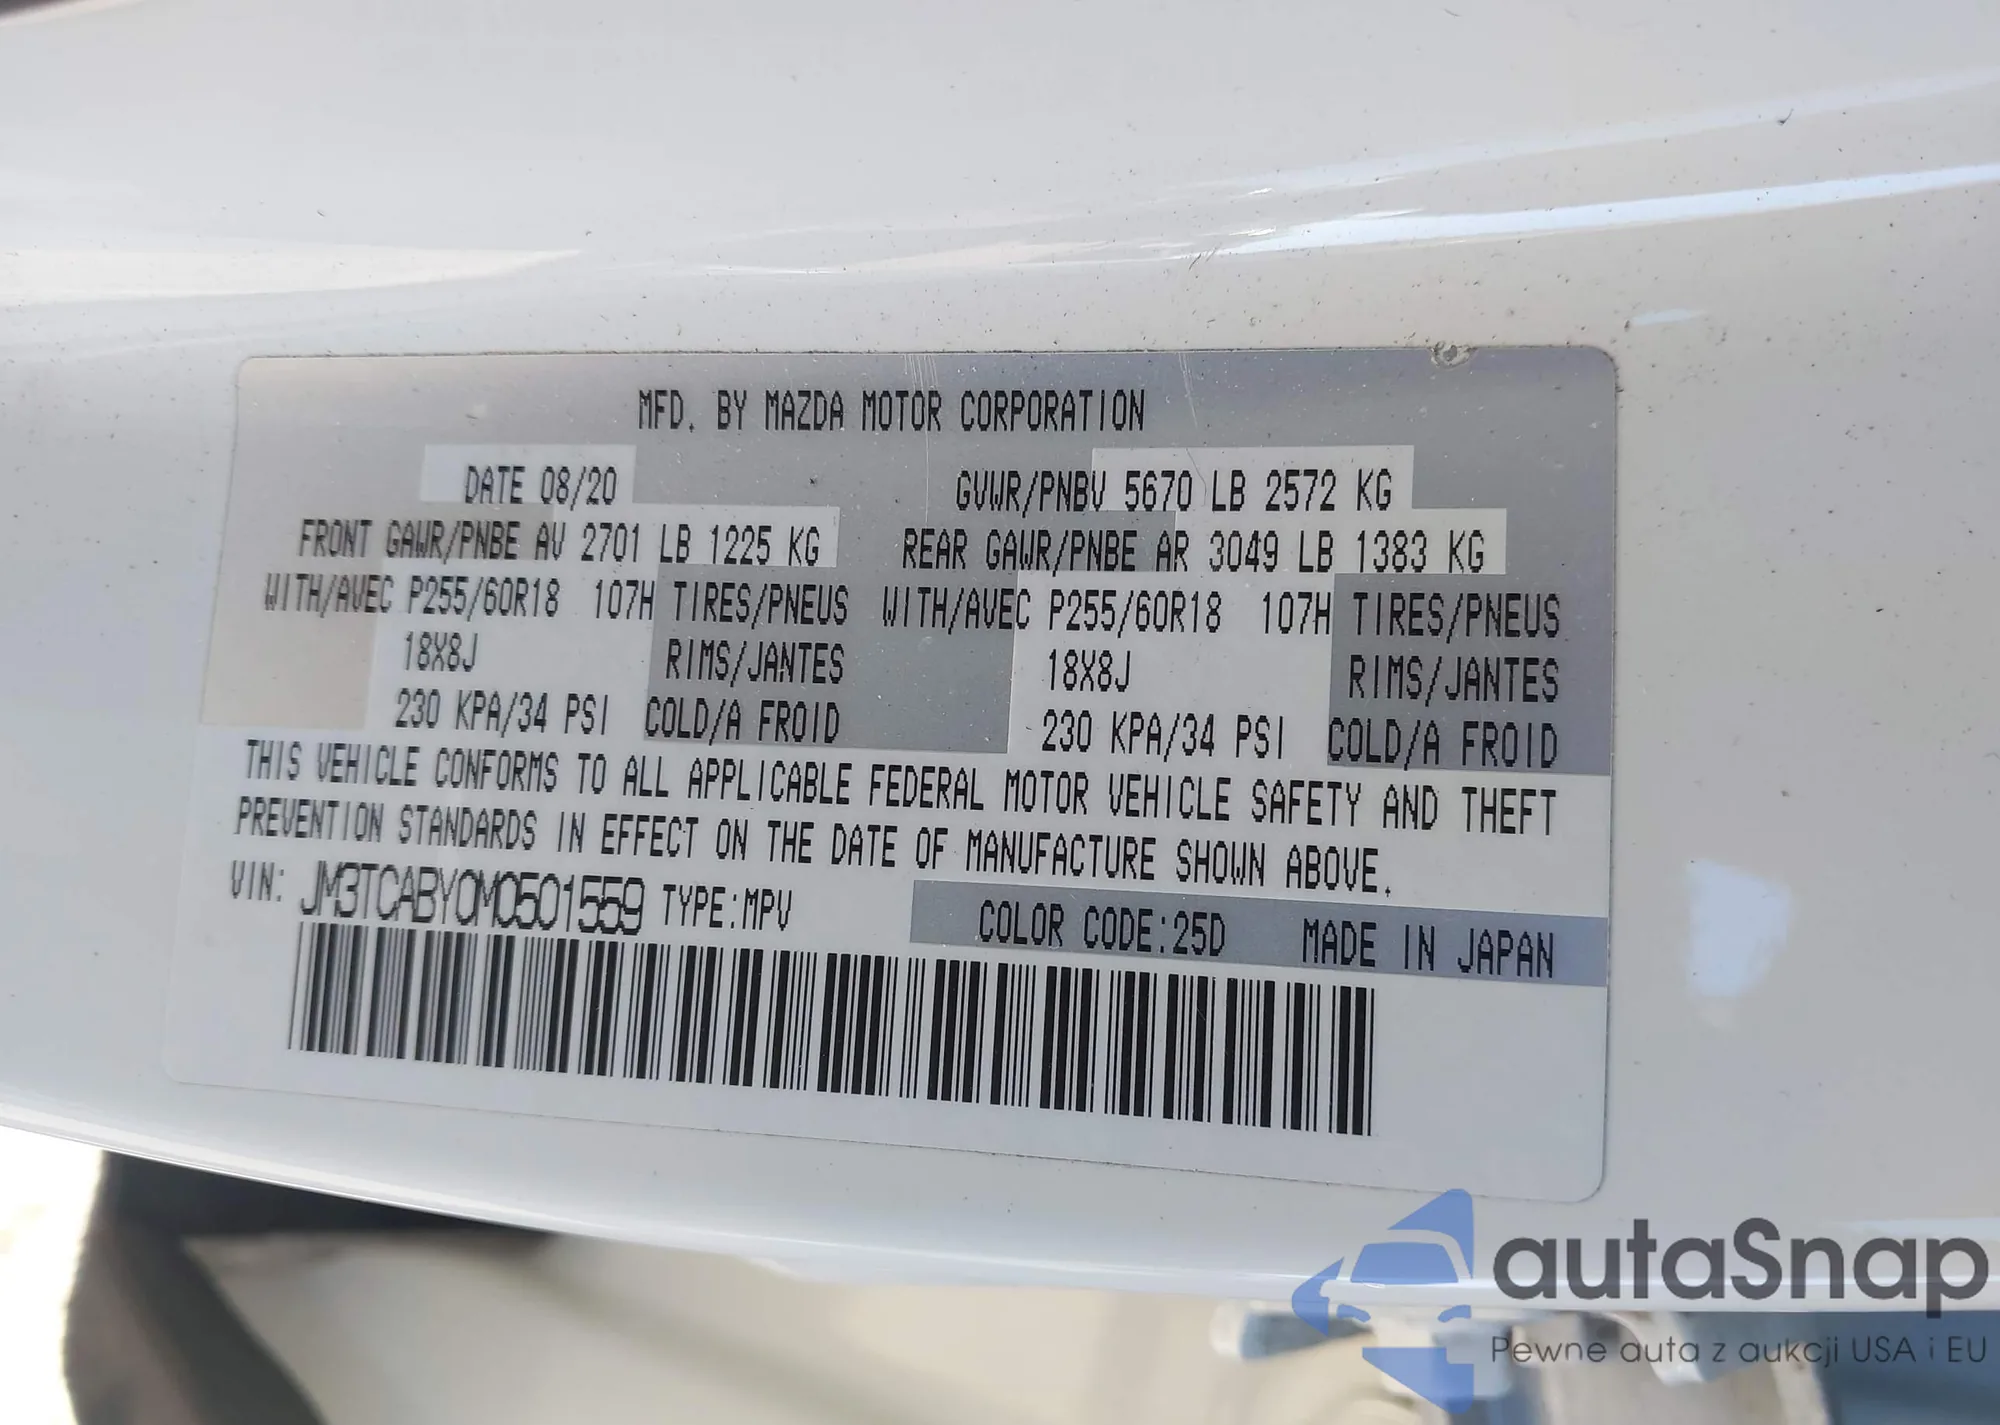 MFD. BY MAZDA MOTOR CORPORATION
DATE 08/20 GVWR/PNBV 5670 LB 2572 KG
FRONT GAWR/PNBE AV 2701 LB 1225 KG REAR GAWR/PNBE AR 3049 LB 1383 KG
WITH/AVEC P255/60R18 107H TIRES/PNEUS WITH/AVEC P255/60R18 107H TIRES/PNEUS
18X8J RIMS/JANTES 18X8J RIMS/JANTES
230 KPA/34 PSI COLD/A FROID 230 KPA/34 PSI COLD/A FROID
THIS VEHICLE CONFORMS TO ALL APPLICABLE FEDERAL MOTOR VEHICLE SAFETY AND THEFT
PREVENTION STANDARDS IN EFFECT ON THE DATE OF MANUFACTURE SHOWN ABOVE.
VIN: JM3TCABY0M0501559 TYPE:MPV COLOR CODE:25D MADE IN JAPAN
autaSnap
Pewne auta z aukcji USA i EU